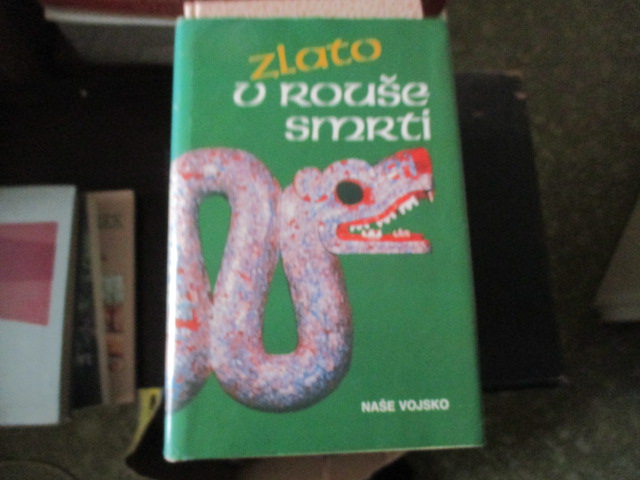 zlato
v rouše
smrti
NAŠE VOJSKO